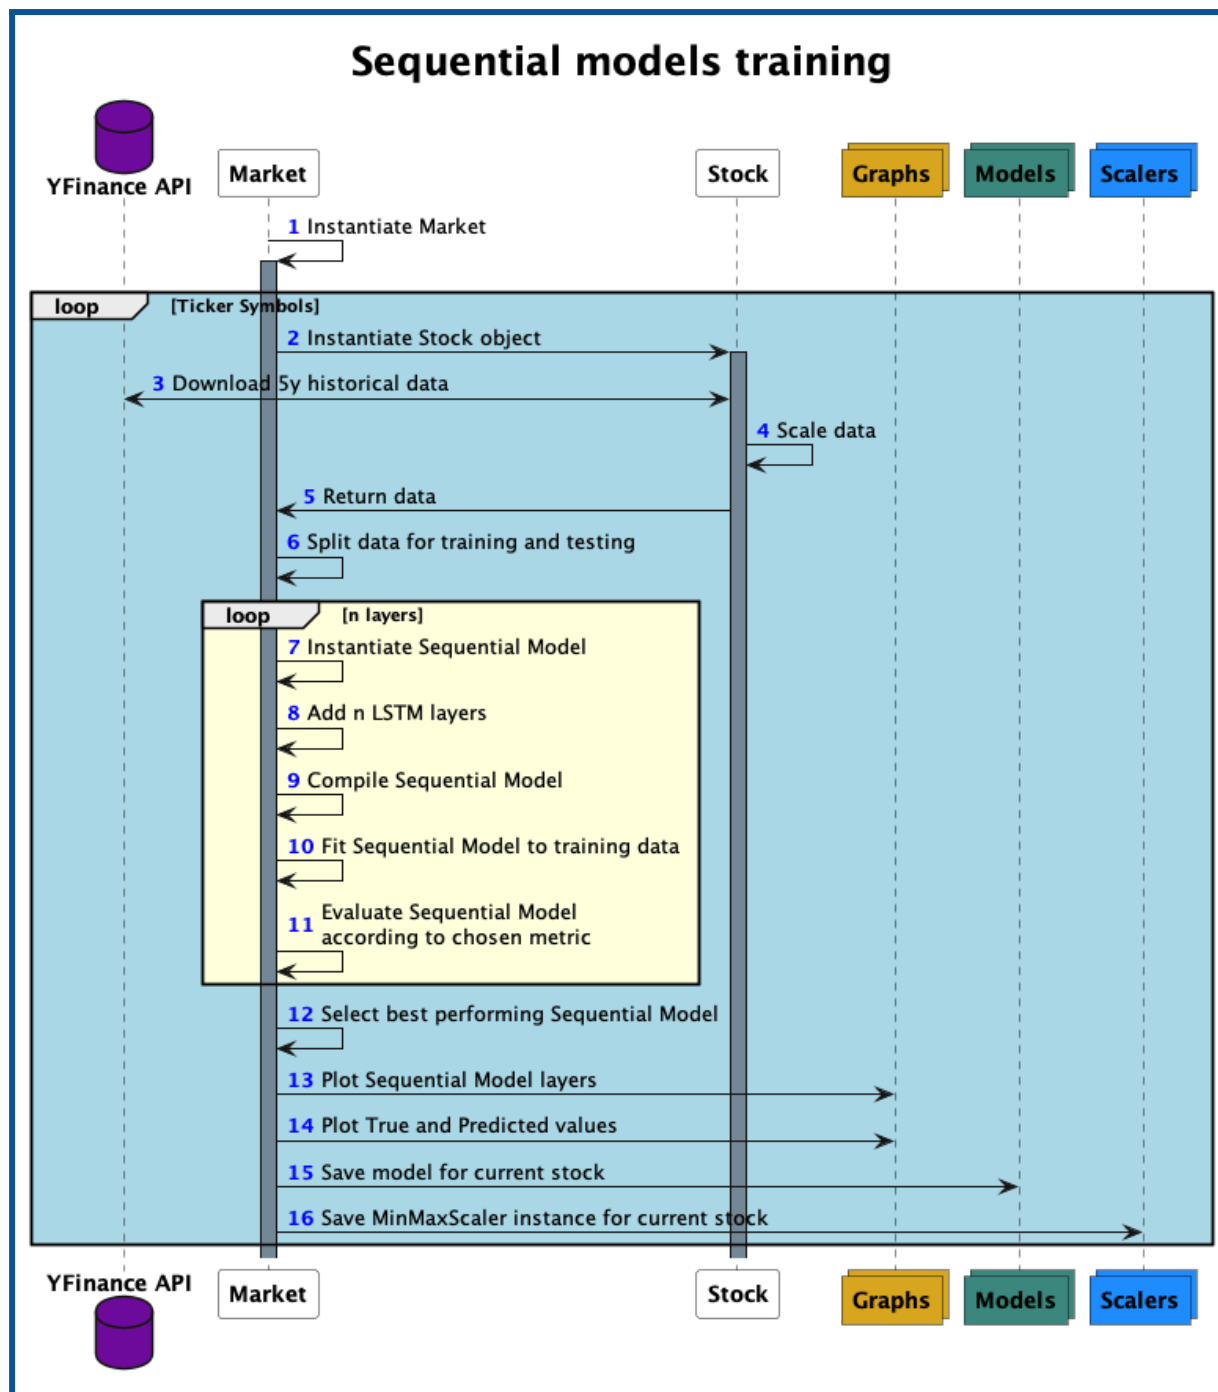 Sequential models training
YFinance API
Market
Stock
Graphs
Models
Scalers
1 Instantiate Market
loop [Ticker Symbols]
2 Instantiate Stock object
3 Download 5y historical data
4 Scale data
5 Return data
6 Split data for training and testing
loop [n layers]
7 Instantiate Sequential Model
8 Add n LSTM layers
9 Compile Sequential Model
10 Fit Sequential Model to training data
11 Evaluate Sequential Model
according to chosen metric
12 Select best performing Sequential Model
13 Plot Sequential Model layers
14 Plot True and Predicted values
15 Save model for current stock
16 Save MinMaxScaler instance for current stock
YFinance API
Market
Stock
Graphs
Models
Scalers